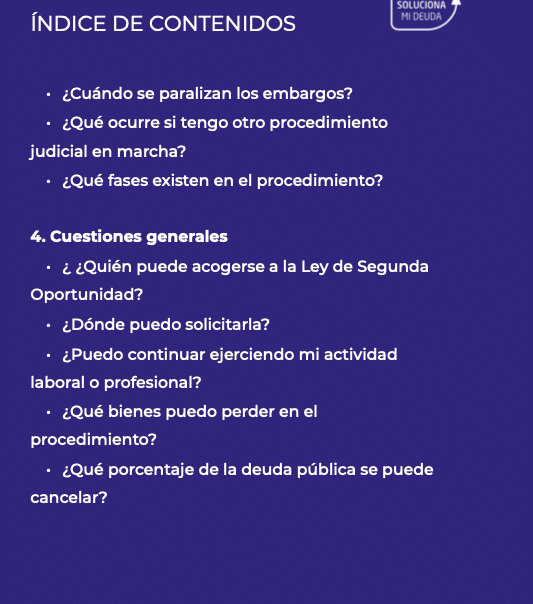 ÍNDICE DE CONTENIDOS
SOLUCIONA
MI DEUDA
• ¿Cuándo se paralizan los embargos?
• ¿Qué ocurre si tengo otro procedimiento
judicial en marcha?
• ¿Qué fases existen en el procedimiento?
4. Cuestiones generales
• ¿ ¿Quién puede acogerse a la Ley de Segunda
Oportunidad?
• ¿Dónde puedo solicitarla?
• ¿Puedo continuar ejerciendo mi actividad
laboral o profesional?
• ¿Qué bienes puedo perder en el
procedimiento?
• ¿Qué porcentaje de la deuda pública se puede
cancelar?